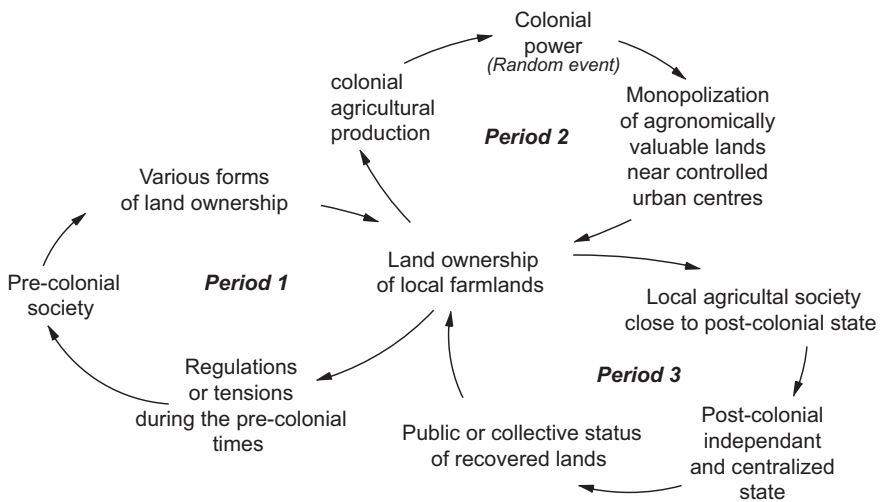 Colonial
power
(Random event)
colonial
agricultural
production
Monopolization
of agronomically
valuable lands
near controlled
urban centres
Period 2
Various forms
of land ownership
Pre-colonial
society
Period 1
Land ownership
of local farmlands
Regulations
or tensions
during the pre-colonial
times
Local agricultal society
close to post-colonial state
Period 3
Post-colonial
independant
and centralized
state
Public or collective status
of recovered lands